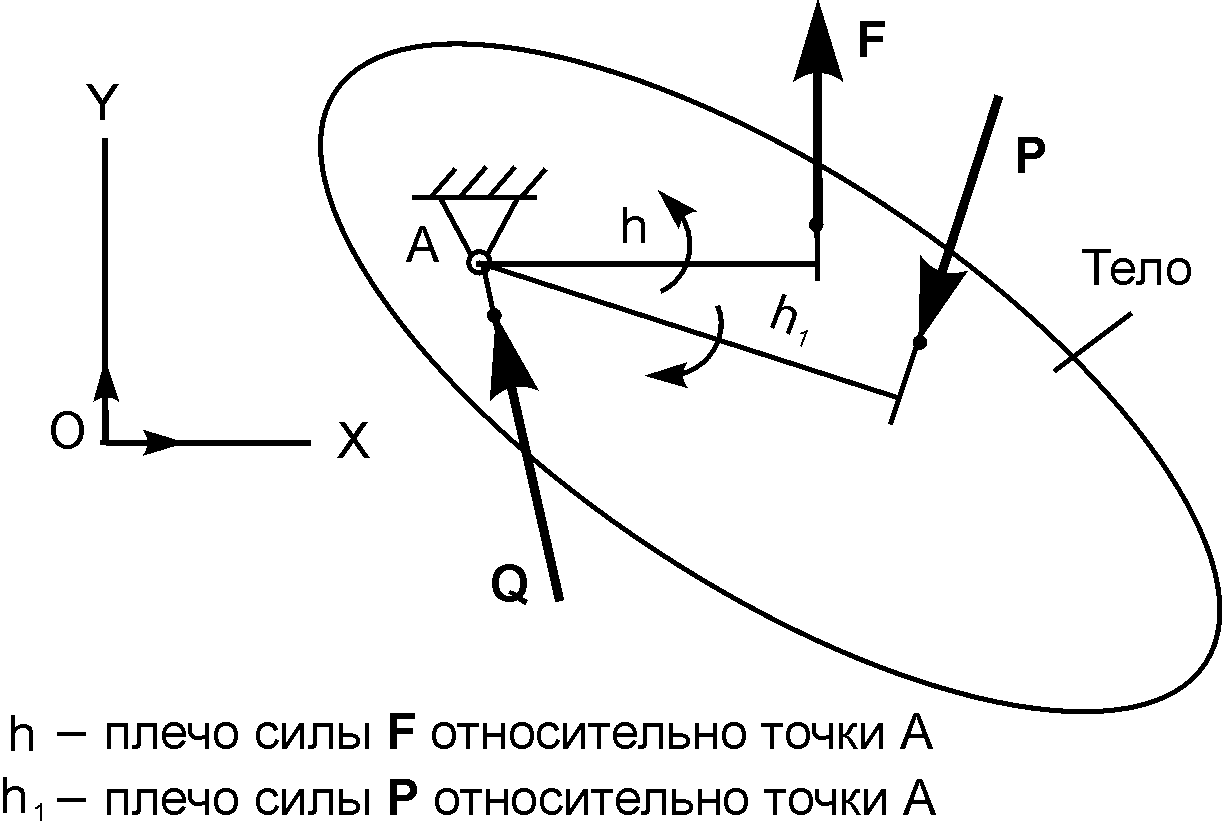 F
Y
P
A
h
Тело
h₁
O
X
Q
h – плечо силы F относительно точки А
h₁ – плечо силы P относительно точки А